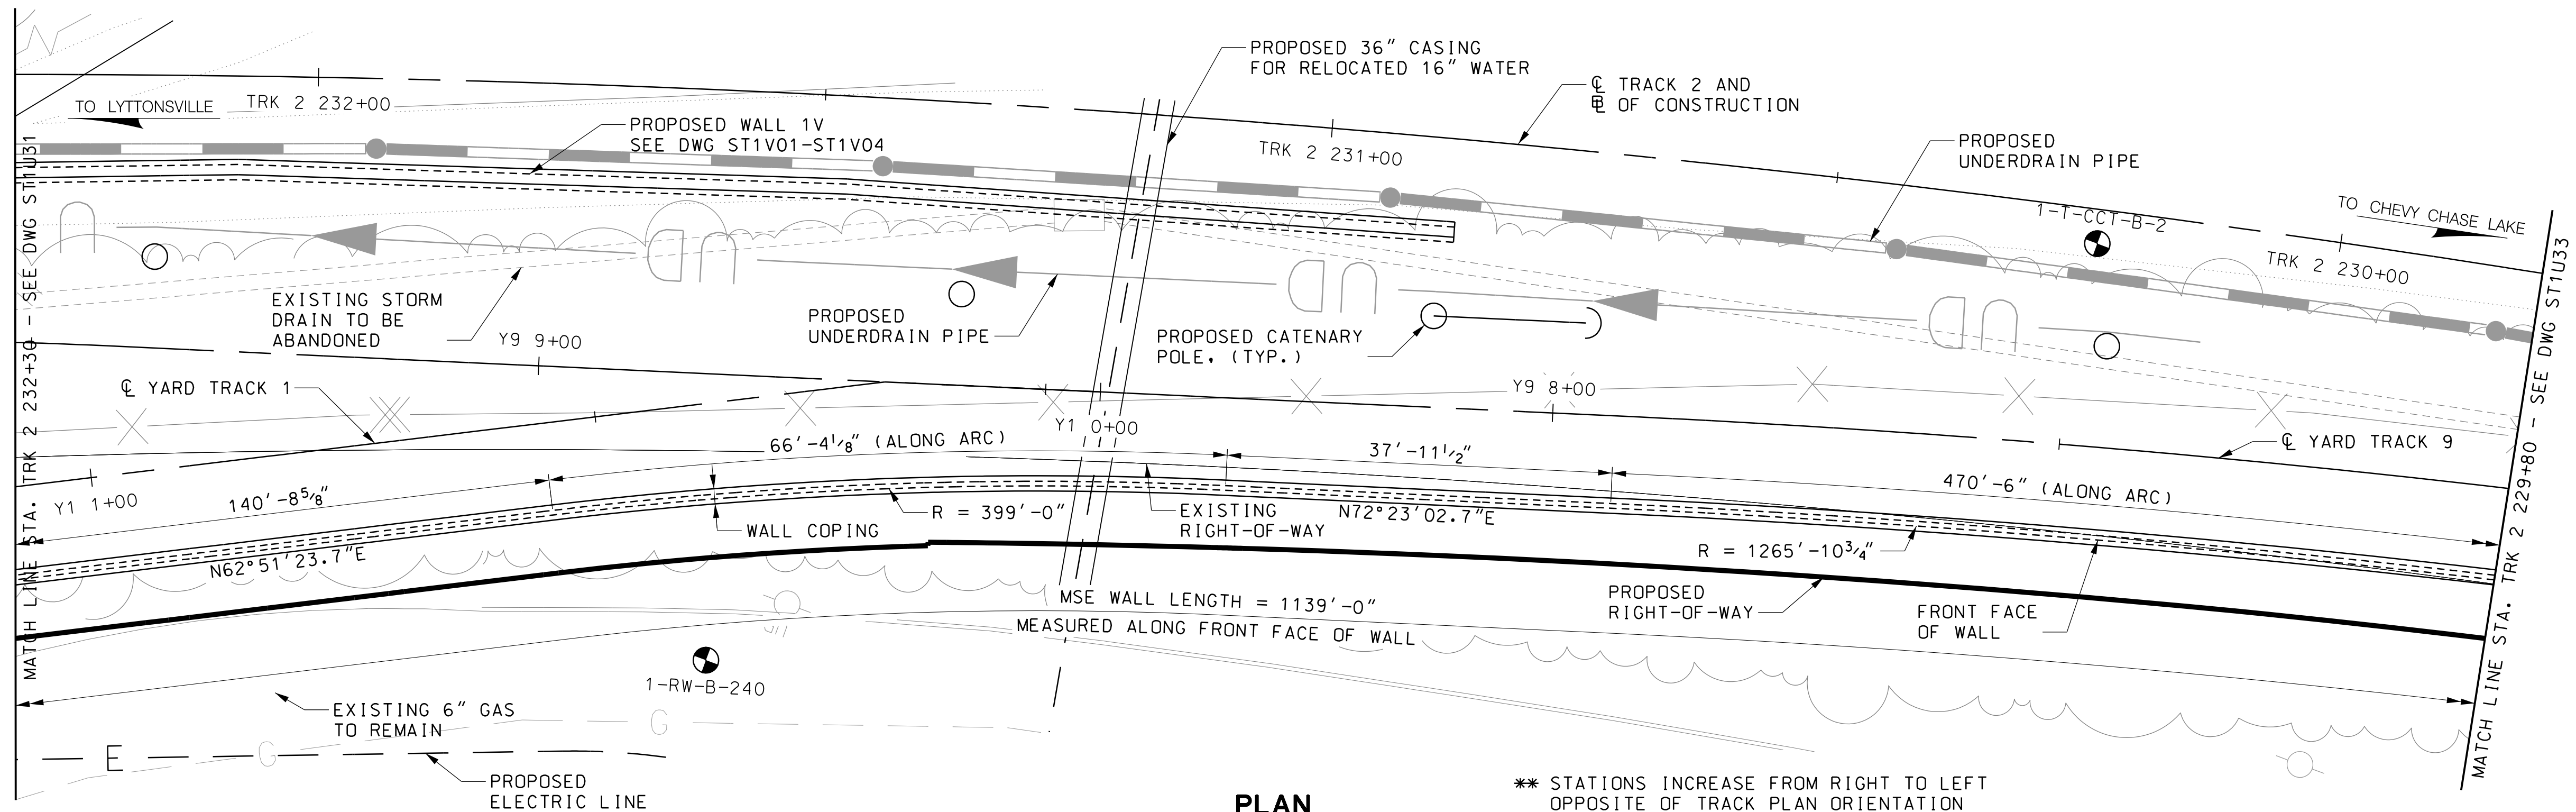 PROPOSED 36" CASING
FOR RELOCATED 16" WATER
℄ TRACK 2 AND
BL OF CONSTRUCTION
TO LYTTONSVILLE
TRK 2 232+00
PROPOSED WALL 1V
SEE DWG ST1V01-ST1V04
TRK 2 231+00
PROPOSED
UNDERDRAIN PIPE
1-T-CCT-B-2
TO CHEVY CHASE LAKE
TRK 2 230+00
MATCH LINE STA. TRK 2 232+30 - SEE DWG ST1U31
UD
UD
UD
U
EXISTING STORM
DRAIN TO BE
ABANDONED
Y9 9+00
PROPOSED
UNDERDRAIN PIPE
PROPOSED CATENARY
POLE, (TYP.)
℄ YARD TRACK 1
Y9 8+00
Y1 0+00
℄ YARD TRACK 9
66'-4⅛" (ALONG ARC)
37'-11½"
470'-6" (ALONG ARC)
Y1 1+00
140'-8⅝"
R = 399'-0"
WALL COPING
EXISTING
RIGHT-OF-WAY
N72°23'02.7"E
R = 1265'-10¾"
N62°51'23.7"E
MSE WALL LENGTH = 1139'-0"
MEASURED ALONG FRONT FACE OF WALL
PROPOSED
RIGHT-OF-WAY
FRONT FACE
OF WALL
1-RW-B-240
EXISTING 6" GAS
TO REMAIN
G
G
E
PROPOSED
ELECTRIC LINE
MATCH LINE STA. TRK 2 229+80 - SEE DWG ST1U33
PLAN
** STATIONS INCREASE FROM RIGHT TO LEFT
OPPOSITE OF TRACK PLAN ORIENTATION